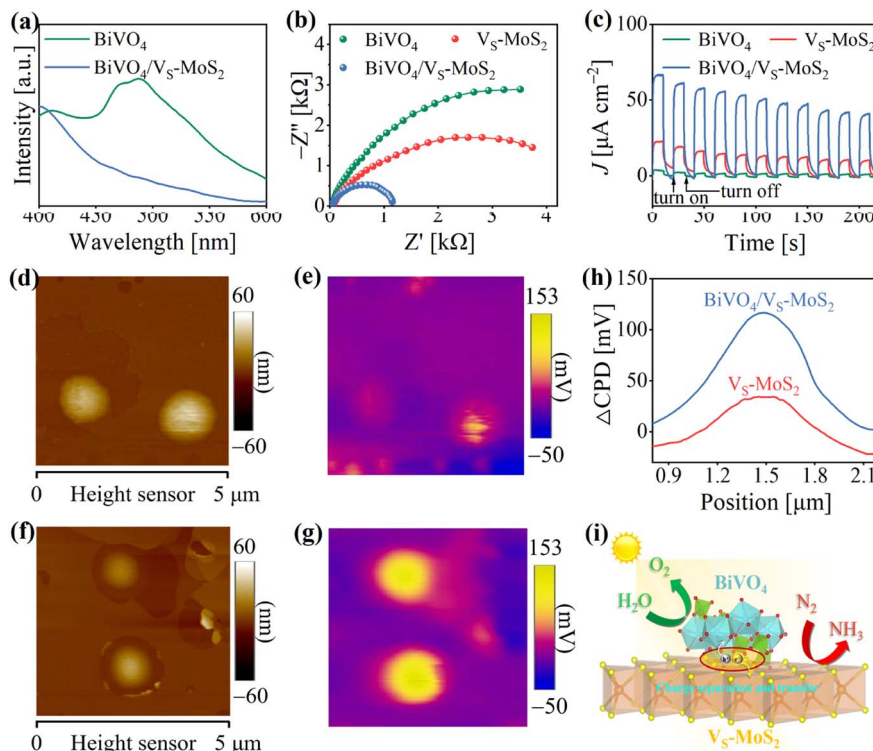 (a)
BiVO₄
BiVO₄/Vₛ-MoS₂
Intensity [a.u.]
400 450 500 550 600
Wavelength [nm]
(b)
BiVO₄ Vₛ-MoS₂
BiVO₄/Vₛ-MoS₂
−Z'' [kΩ]
−4
−3
−2
−1
0
0 1 2 3 4
Z' [kΩ]
(c)
BiVO₄ Vₛ-MoS₂
BiVO₄/Vₛ-MoS₂
J [μA cm⁻²]
100
50
0
turn on
turn off
0 50 100 150 200
Time [s]
(d)
60
(nm)
−60
0 Height sensor 5 μm
(e)
153
(mV)
−50
(h)
ΔCPD [mV]
150
100
50
0
BiVO₄/Vₛ-MoS₂
Vₛ-MoS₂
0.9 1.2 1.5 1.8 2.1
Position [μm]
(f)
60
(nm)
−60
0 Height sensor 5 μm
(g)
153
(mV)
−50
(i)
O₂
H₂O
BiVO₄
N₂
NH₃
Charge separation and transfer
Vₛ-MoS₂